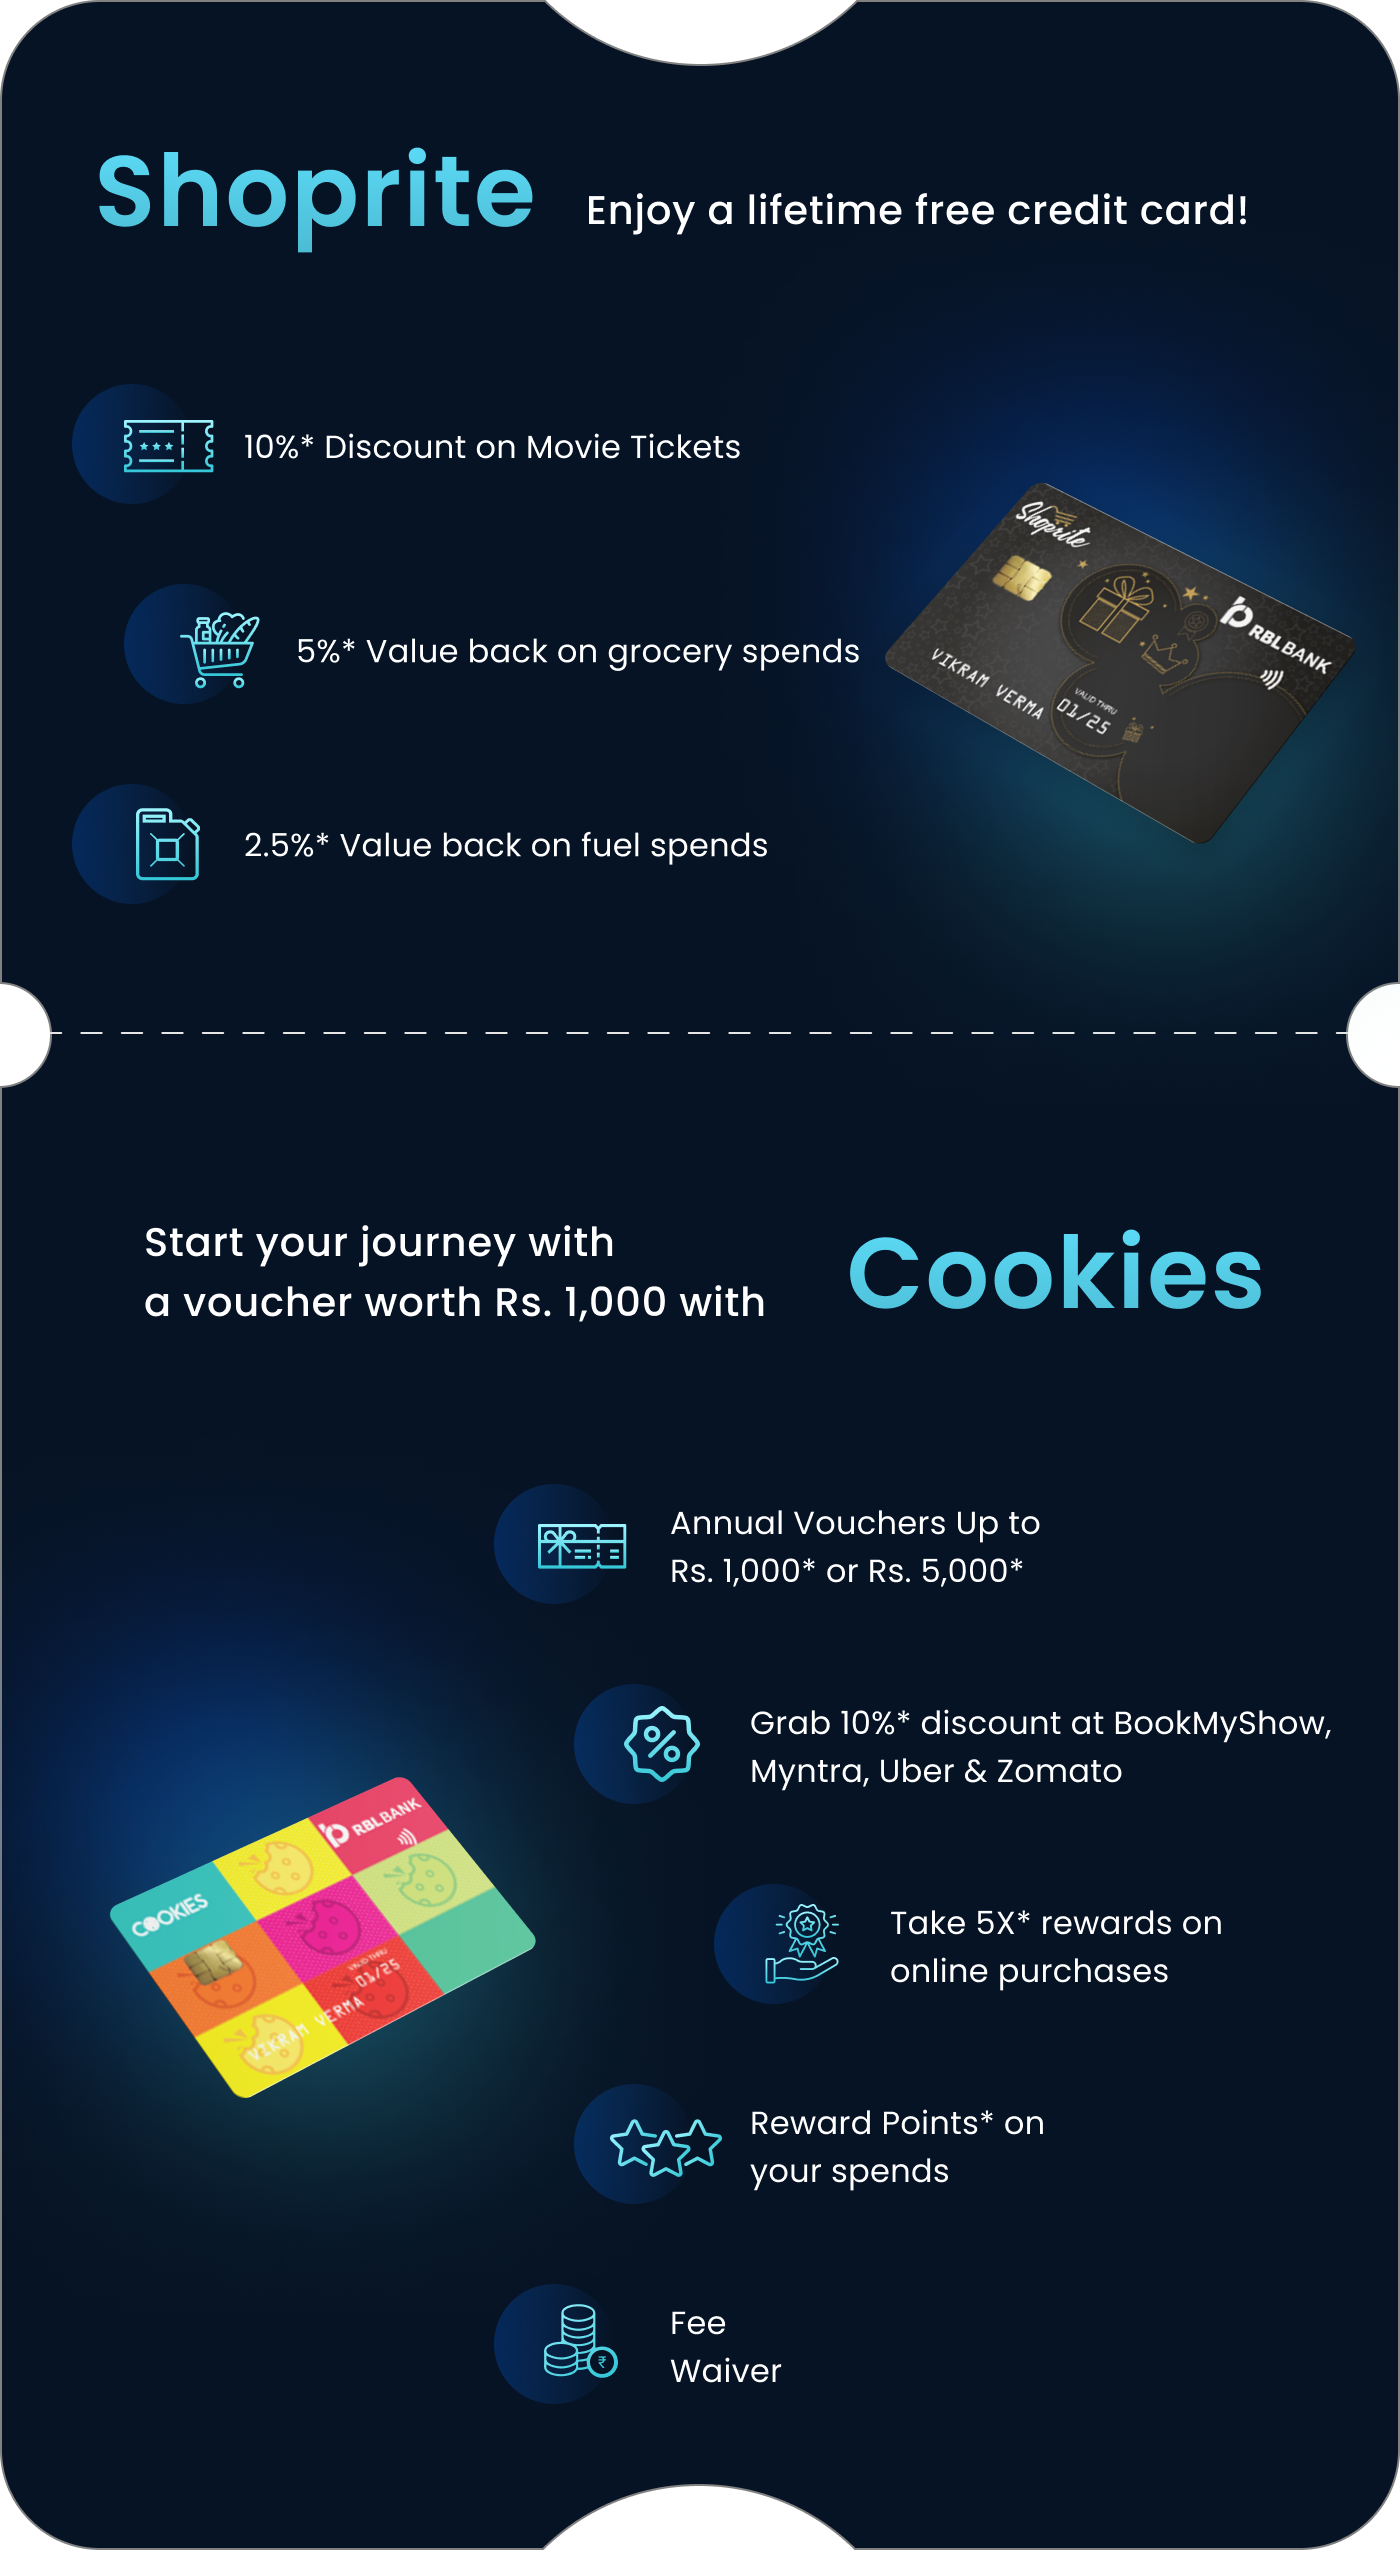 Shoprite
Enjoy a lifetime free credit card!
10%* Discount on Movie Tickets
5%* Value back on grocery spends
2.5%* Value back on fuel spends
Shoprite
RBLBANK
VIKRAM VERMA
VALID THRU
01/25
Start your journey with
a voucher worth Rs. 1,000 with
Cookies
Annual Vouchers Up to
Rs. 1,000* or Rs. 5,000*
Grab 10%* discount at BookMyShow,
Myntra, Uber & Zomato
Take 5X* rewards on
online purchases
Reward Points* on
your spends
Fee
Waiver
₹
RBLBANK
COOKIES
VALID THRU
01/25
VIKRAM VERMA